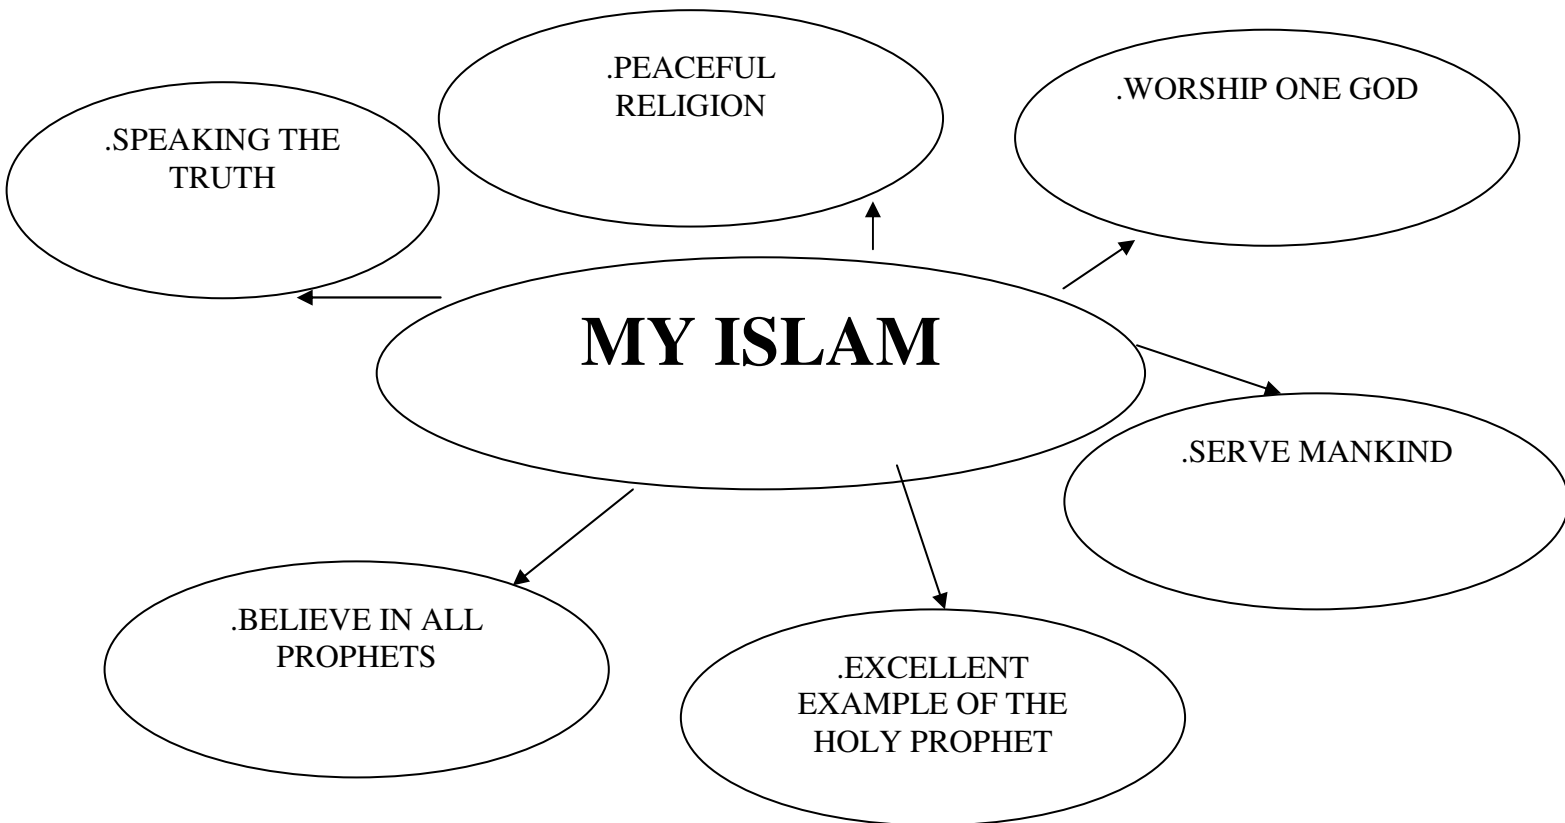 .PEACEFUL
RELIGION
.WORSHIP ONE GOD
.SPEAKING THE
TRUTH
MY ISLAM
.SERVE MANKIND
.BELIEVE IN ALL
PROPHETS
.EXCELLENT
EXAMPLE OF THE
HOLY PROPHET